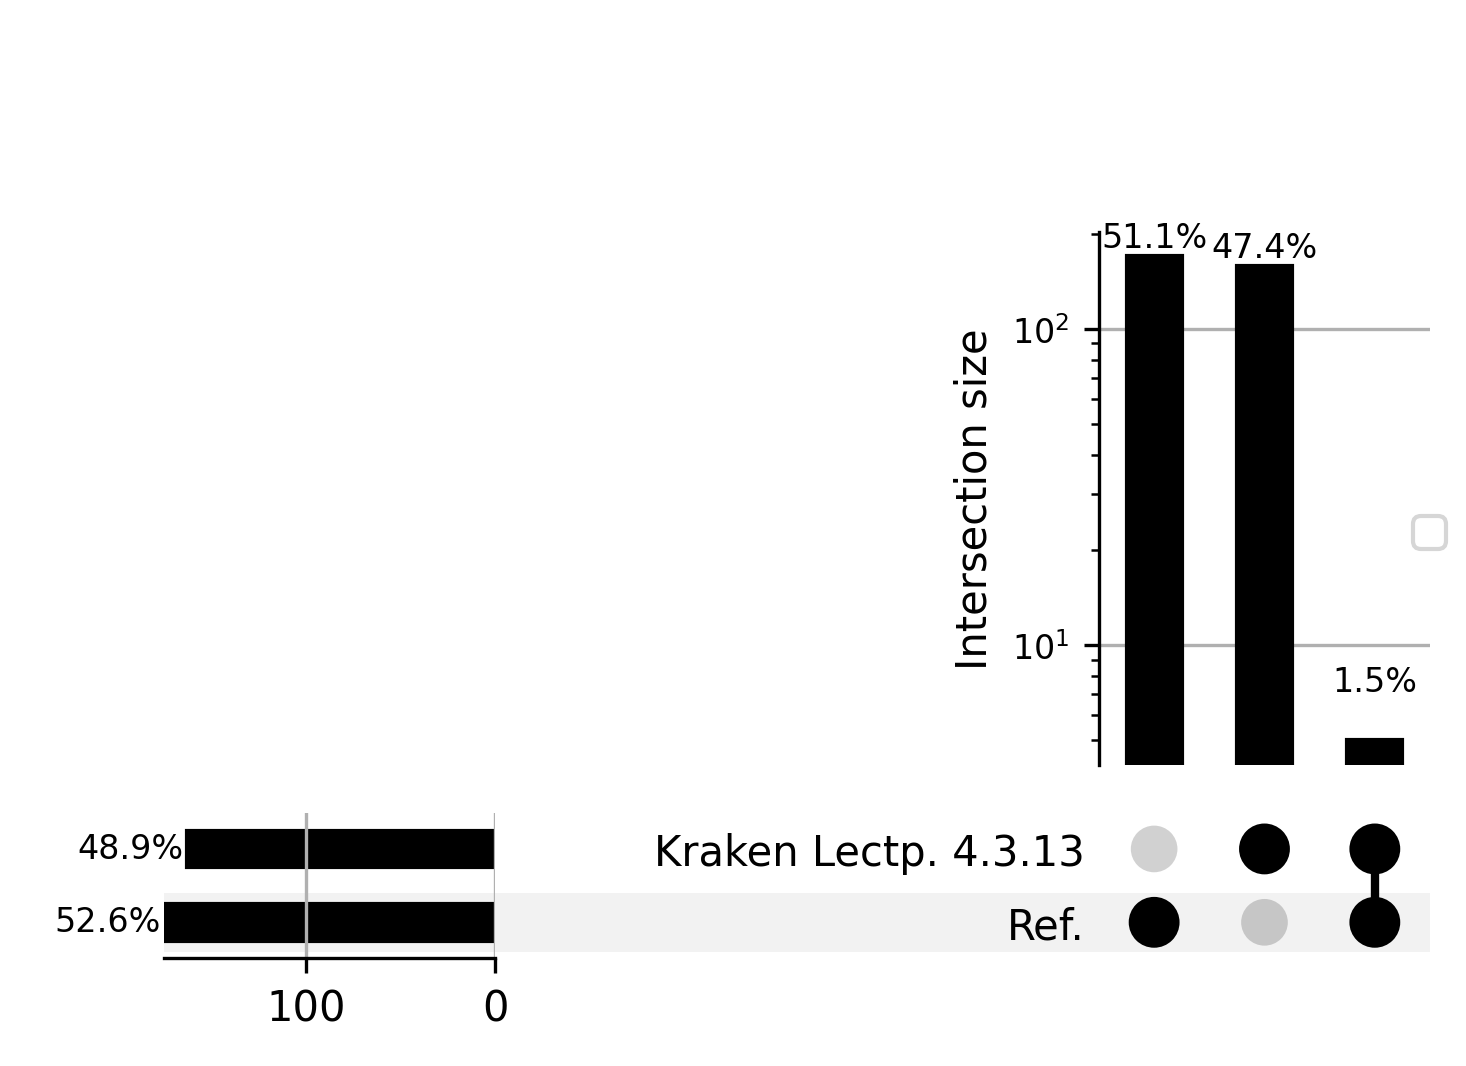 51.1% 47.4%
10²
Intersection size
10¹
1.5%
48.9%
Kraken Lectp. 4.3.13
52.6%
Ref.
100 0